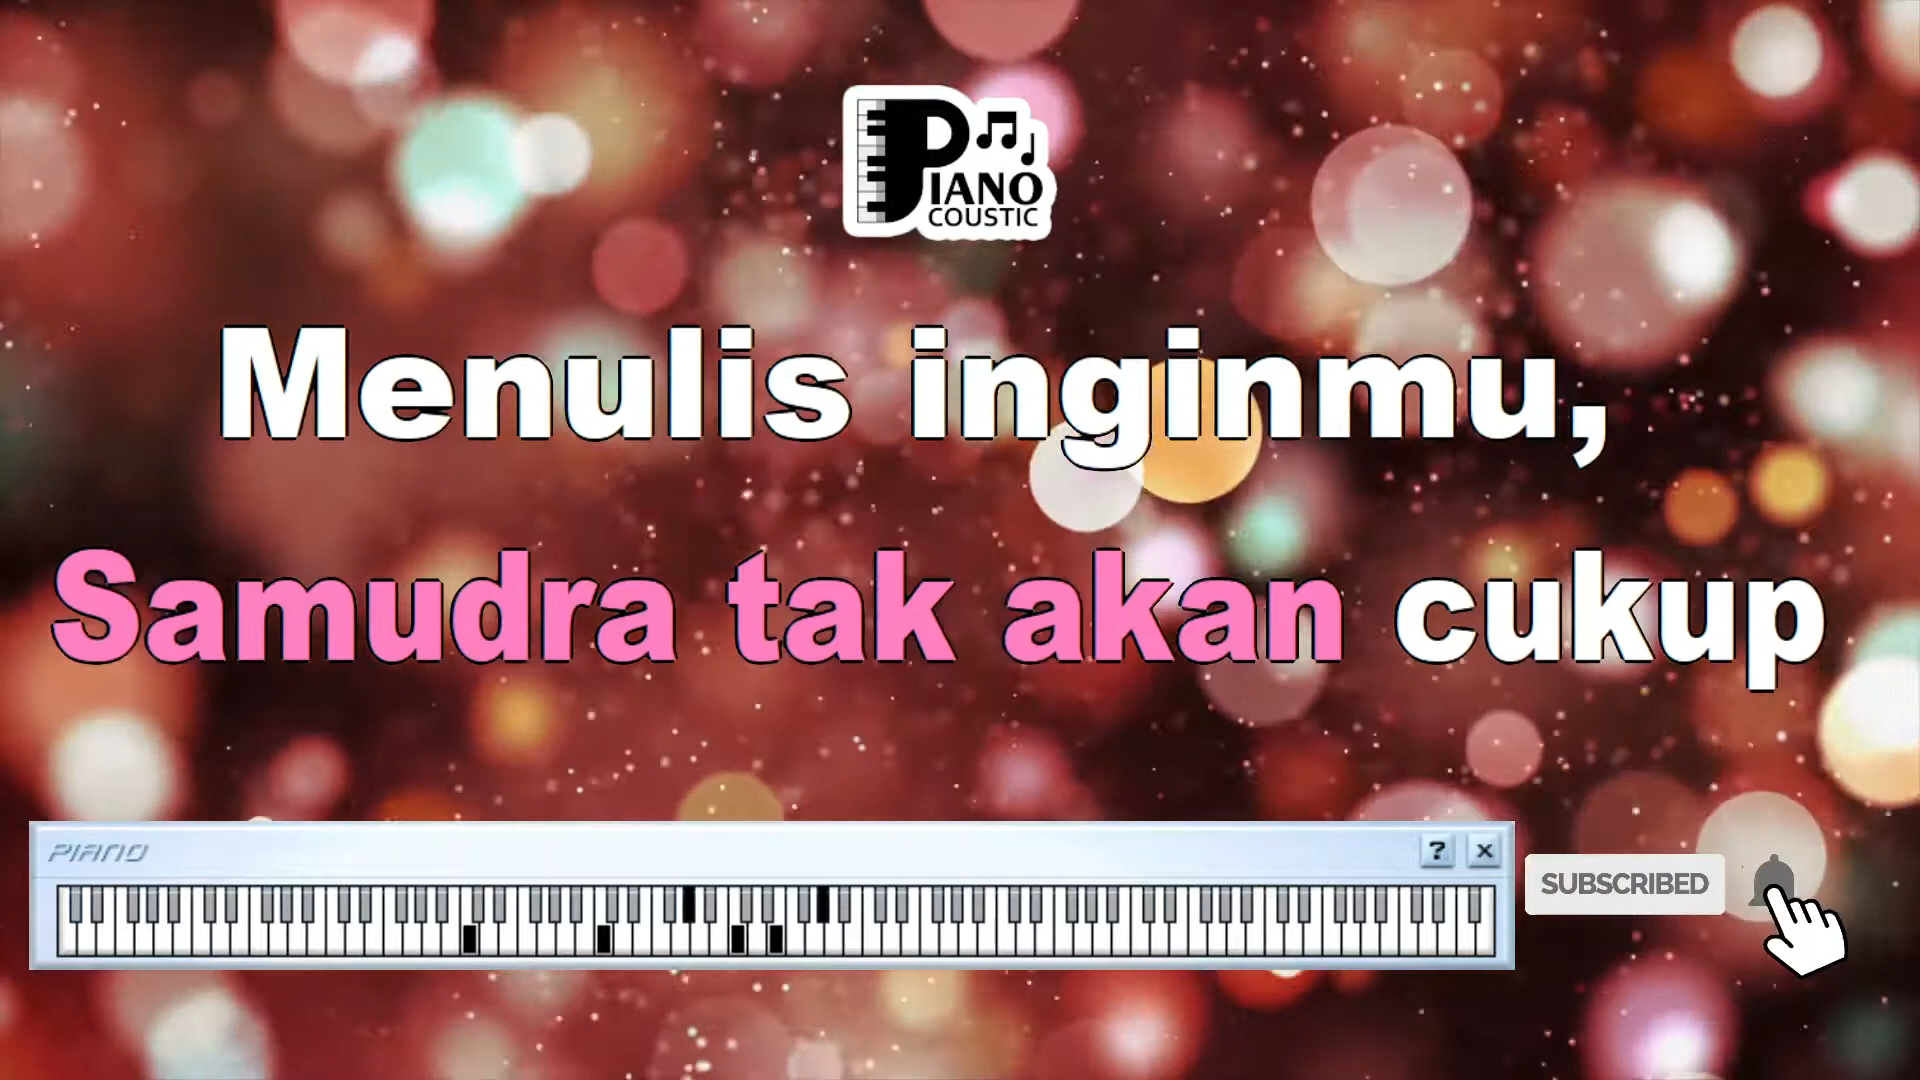 PIANO
COUSTIC
Menulis inginmu,
Samudra tak akan cukup
PIANO
? x
SUBSCRIBED